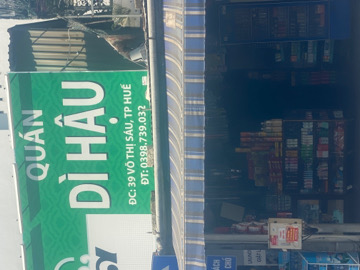 QUÁN
DÌ HẬU
ĐC: 39 VÕ THỊ SÁU, TP HUẾ
ĐT: 0398.739.032